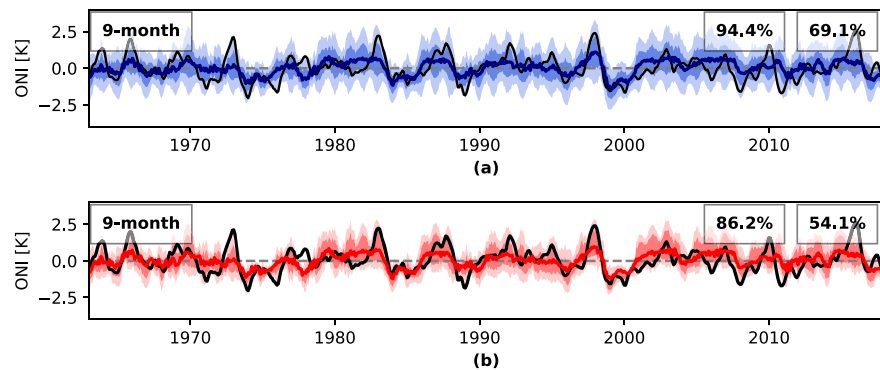 9-month 94.4% 69.1%
ONI [K]
2.5
0.0
−2.5
1970 1980 1990 2000 2010
(a)
9-month 86.2% 54.1%
ONI [K]
2.5
0.0
−2.5
1970 1980 1990 2000 2010
(b)